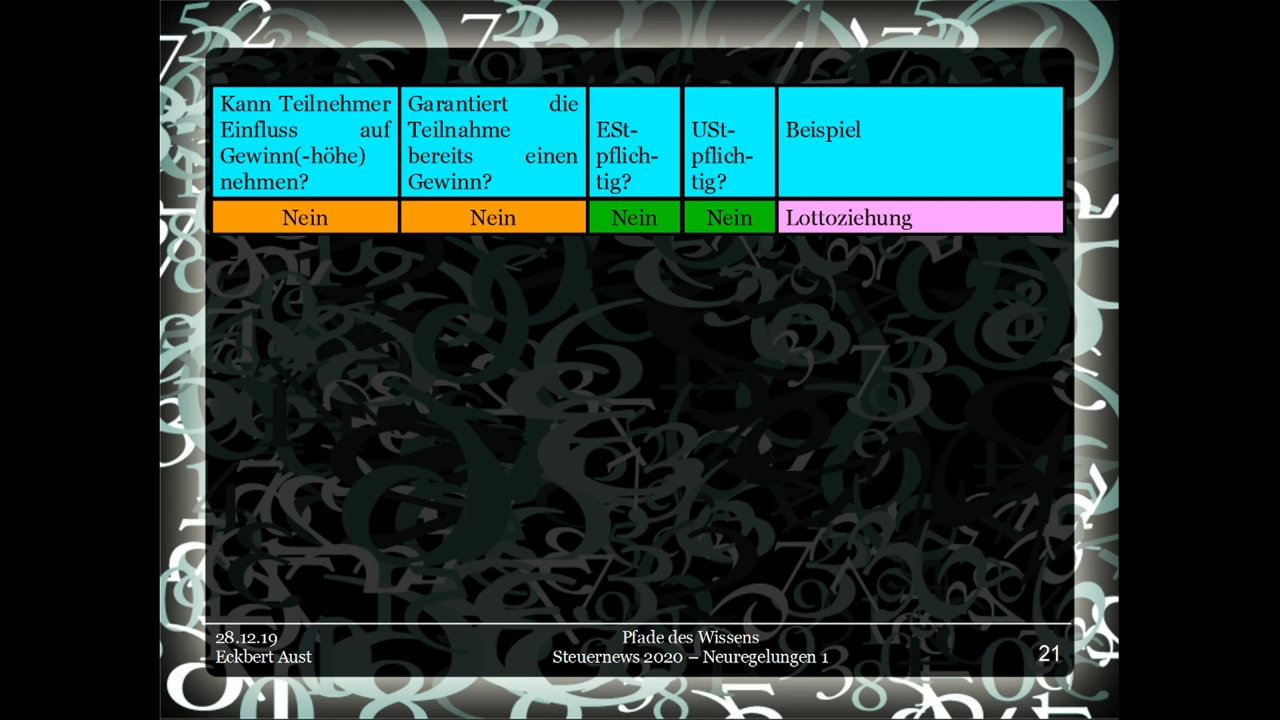 Kann Teilnehmer
Einfluss auf
Gewinn(-höhe)
nehmen?
Garantiert die
Teilnahme
bereits einen
Gewinn?
ESt-
pflich-
tig?
USt-
pflich-
tig?
Beispiel
Nein
Nein
Nein
Nein
Lottoziehung
28.12.19
Eckbert Aust
Pfade des Wissens
Steuernews 2020 – Neuregelungen 1
21